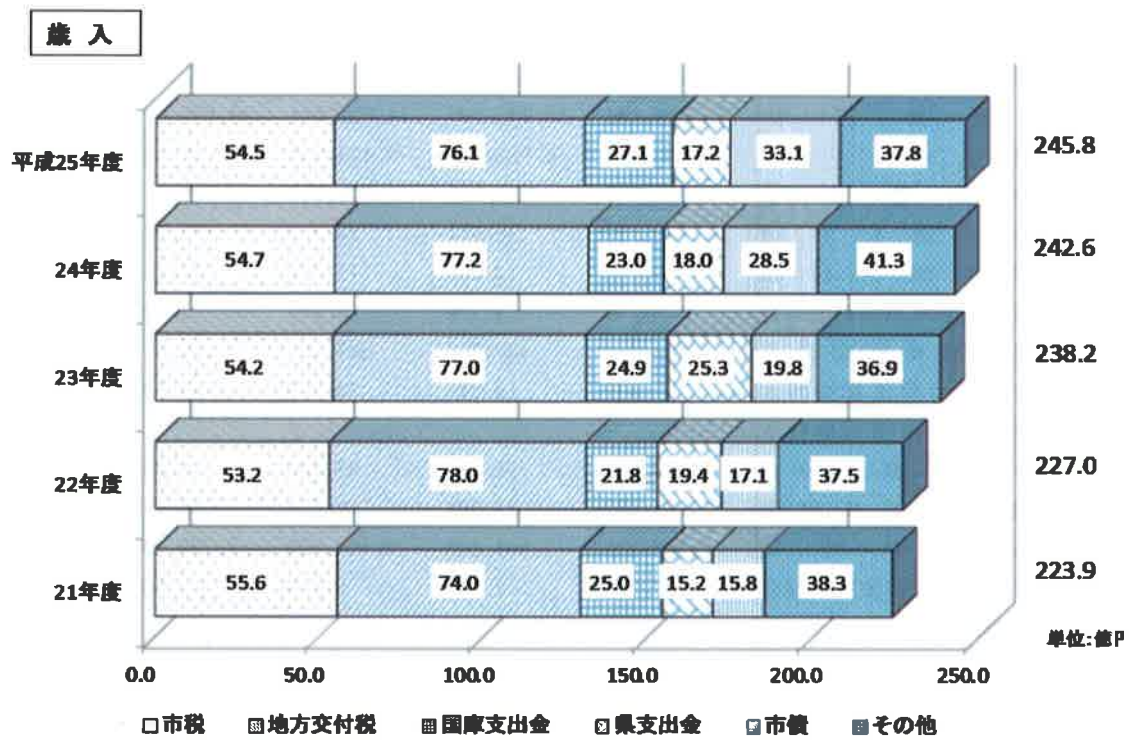 歳 入
平成25年度 54.5 76.1 27.1 17.2 33.1 37.8 245.8
24年度 54.7 77.2 23.0 18.0 28.5 41.3 242.6
23年度 54.2 77.0 24.9 25.3 19.8 36.9 238.2
22年度 53.2 78.0 21.8 19.4 17.1 37.5 227.0
21年度 55.6 74.0 25.0 15.2 15.8 38.3 223.9
単位:億円
0.0 50.0 100.0 150.0 200.0 250.0
市税 地方交付税 国庫支出金 県支出金 市債 その他